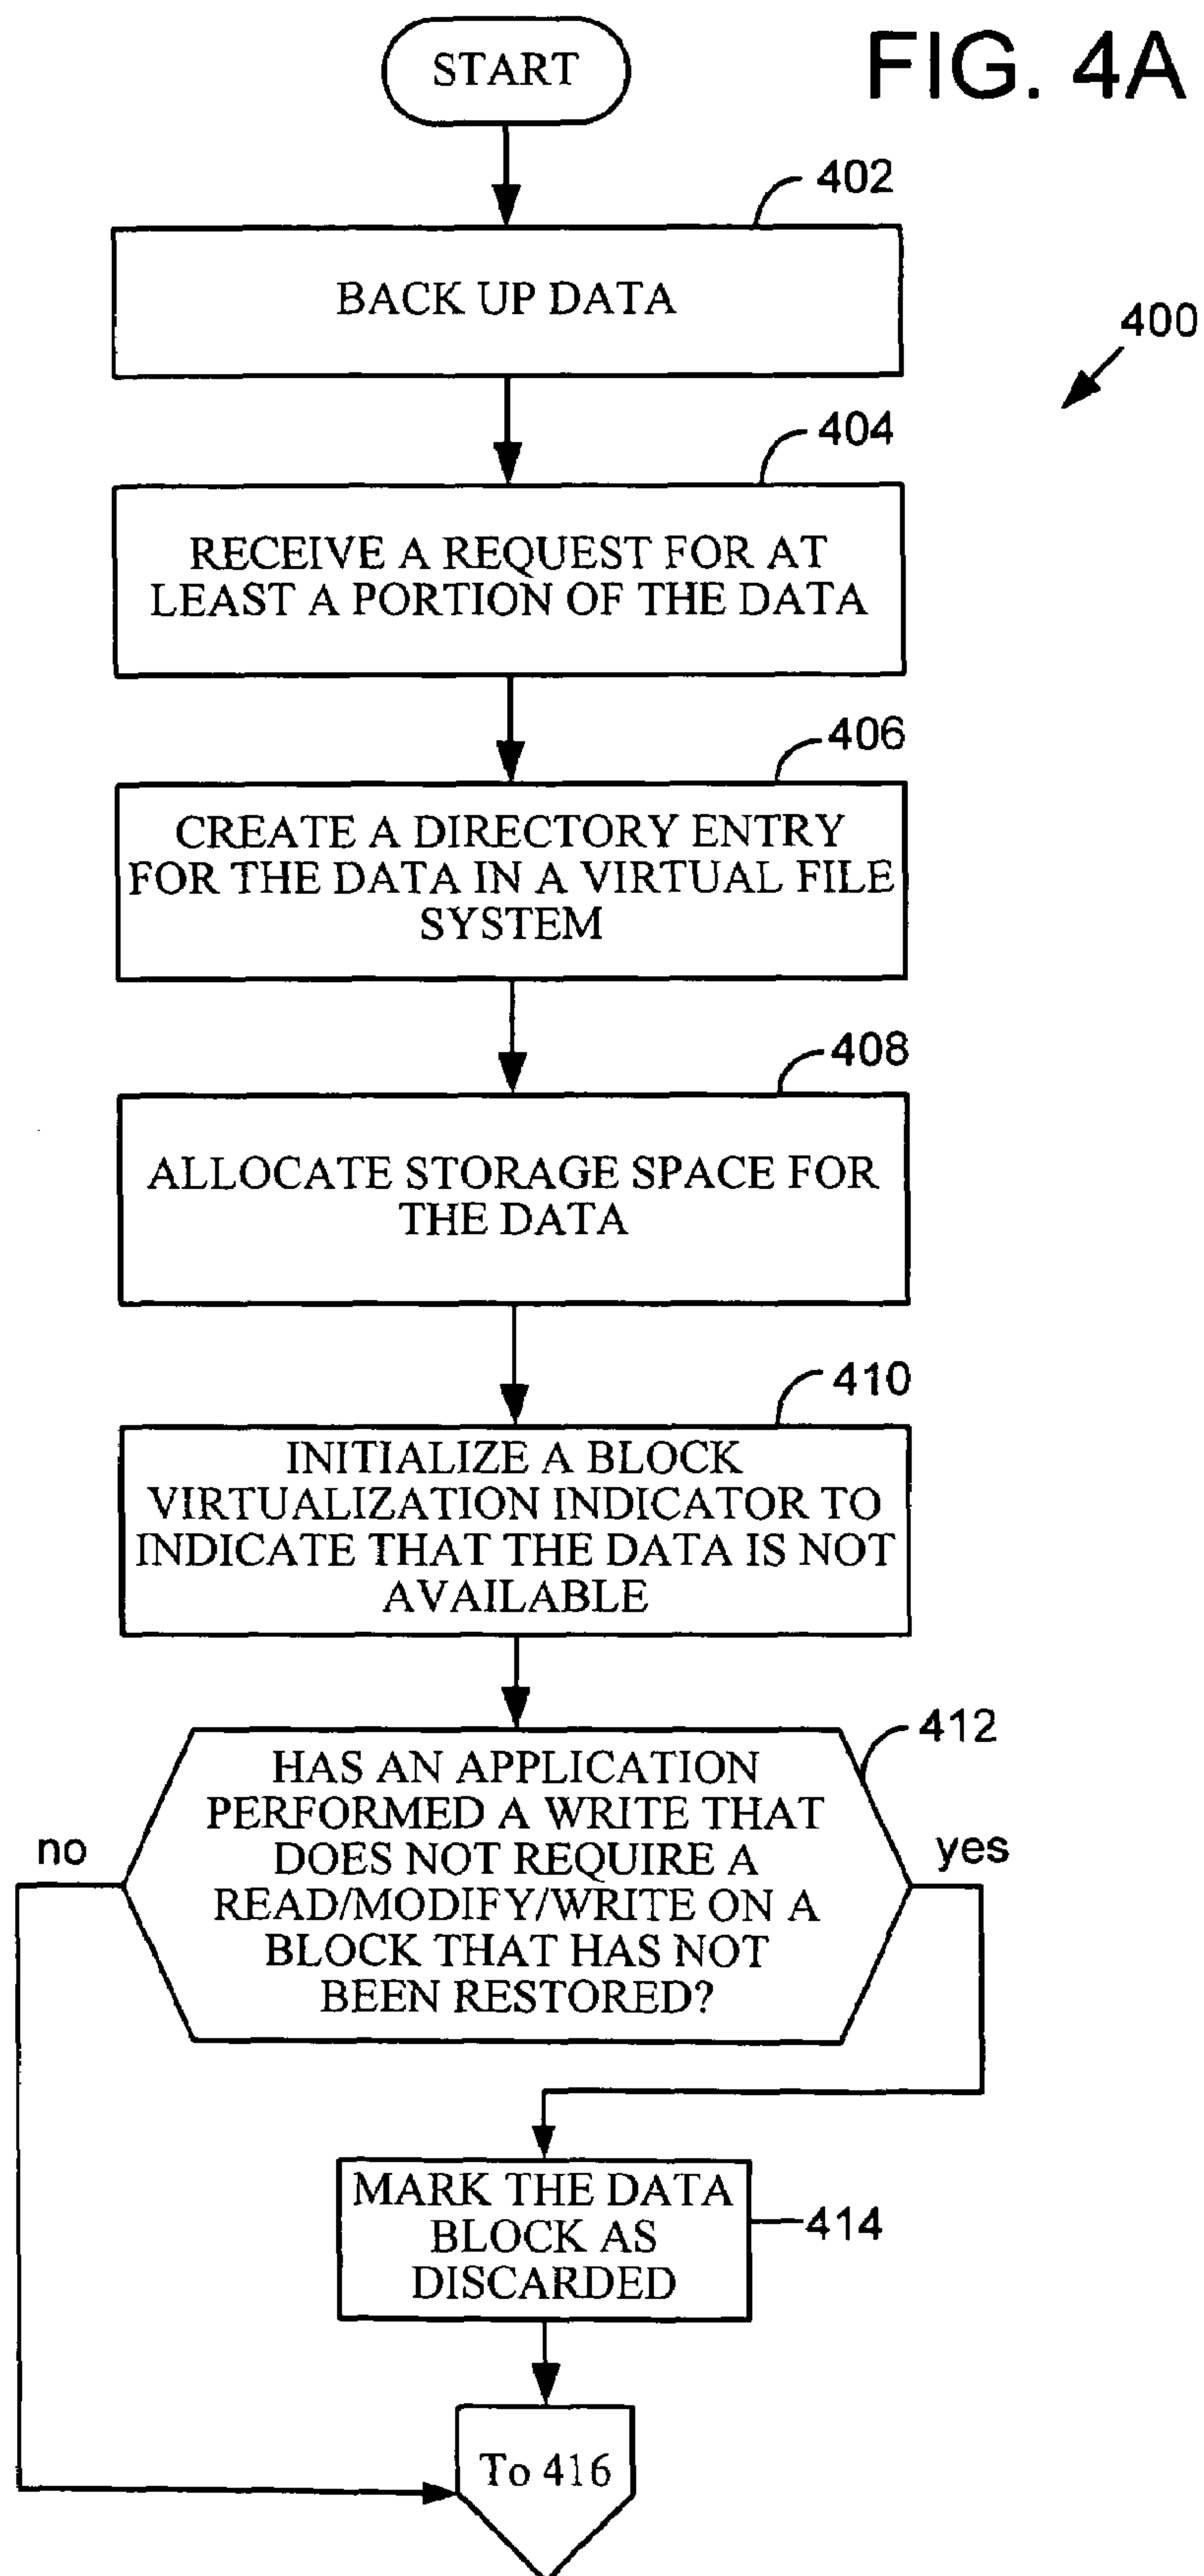 START
FIG. 4A
402
BACK UP DATA
400
404
RECEIVE A REQUEST FOR AT
LEAST A PORTION OF THE DATA
406
CREATE A DIRECTORY ENTRY
FOR THE DATA IN A VIRTUAL FILE
SYSTEM
408
ALLOCATE STORAGE SPACE FOR
THE DATA
410
INITIALIZE A BLOCK
VIRTUALIZATION INDICATOR TO
INDICATE THAT THE DATA IS NOT
AVAILABLE
412
HAS AN APPLICATION
PERFORMED A WRITE THAT
DOES NOT REQUIRE A
READ/MODIFY/WRITE ON A
BLOCK THAT HAS NOT
BEEN RESTORED?
no
yes
MARK THE DATA
BLOCK AS
DISCARDED
414
To 416